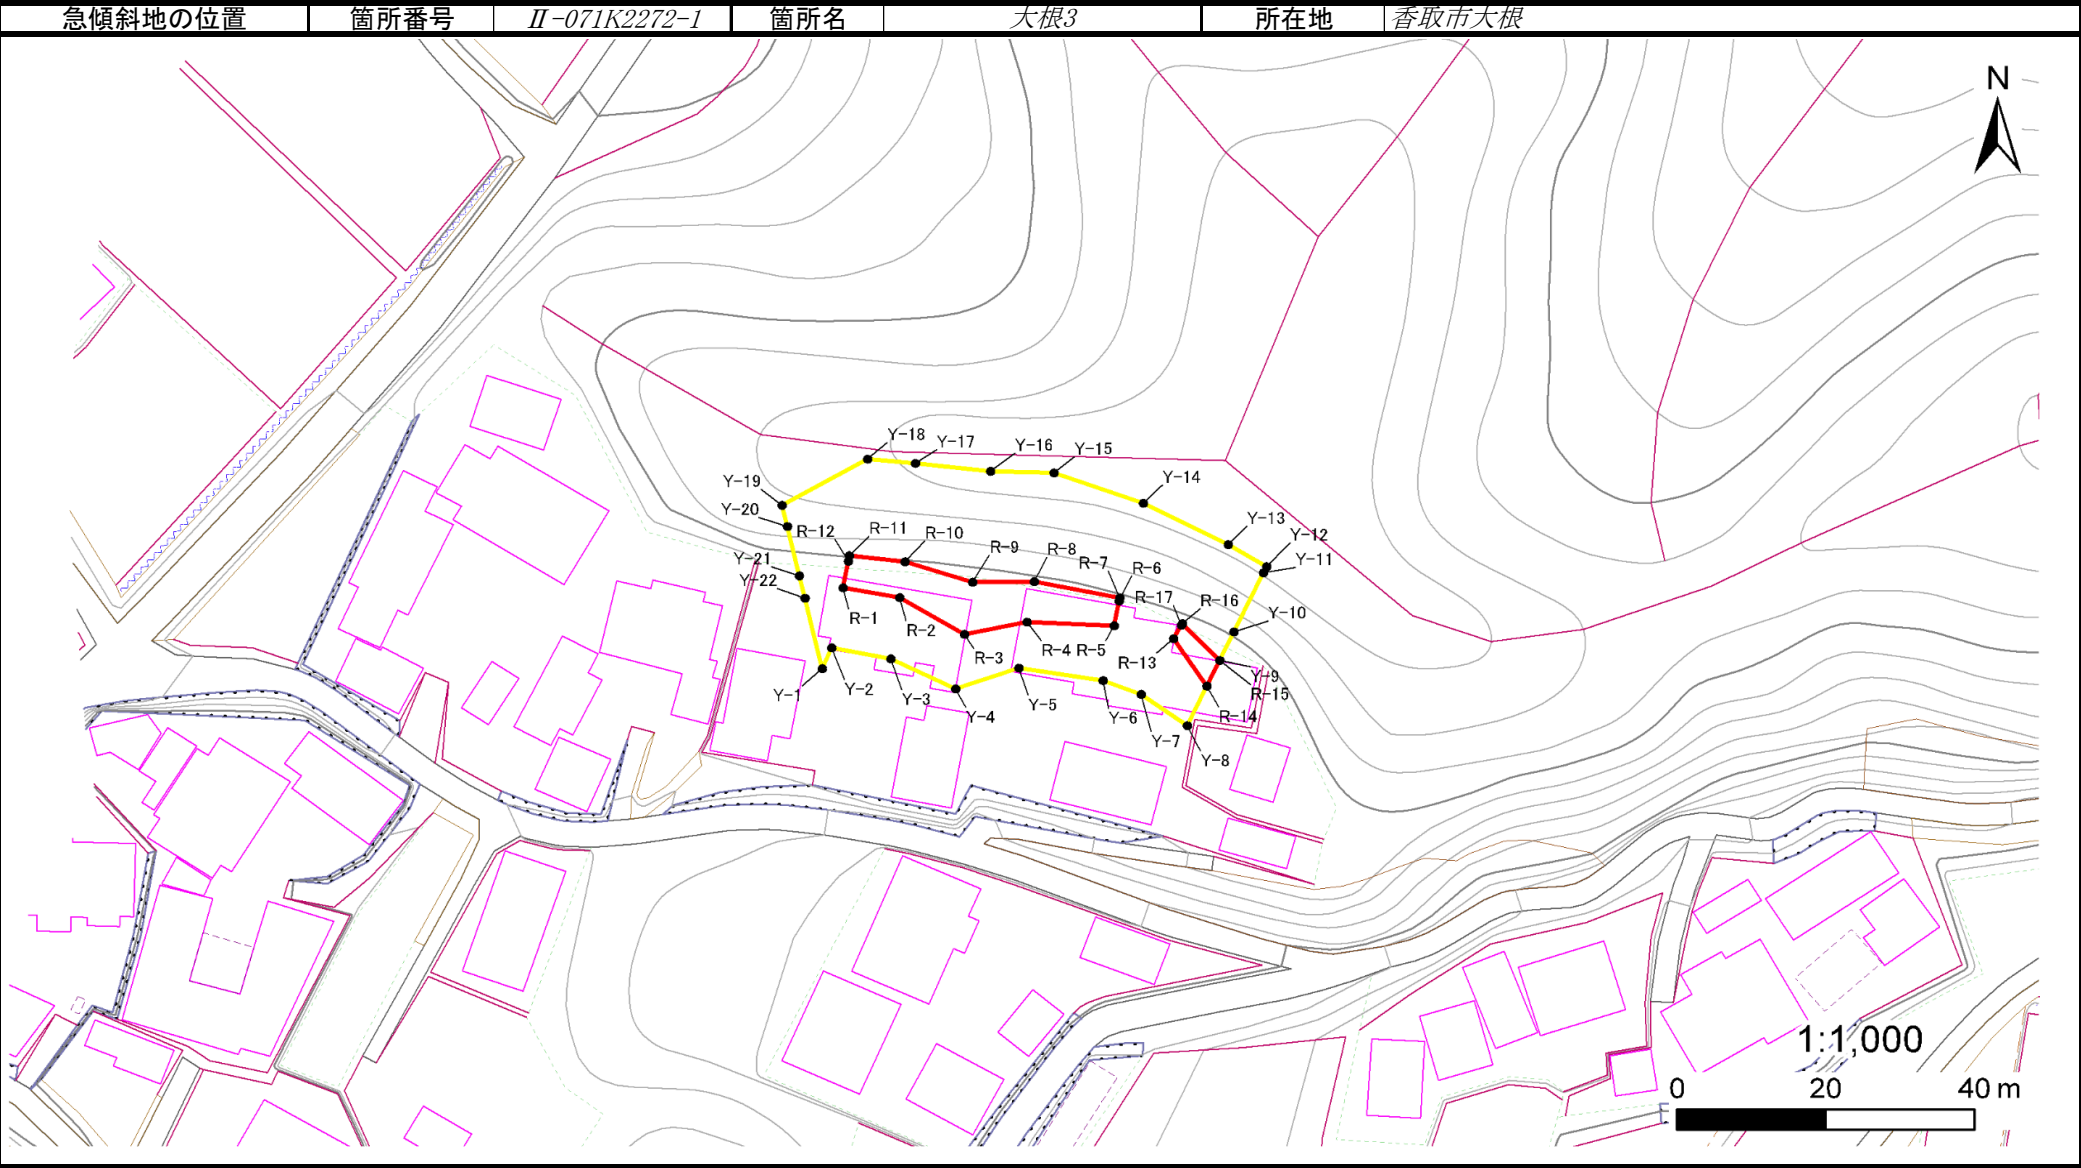 急傾斜地の位置 箇所番号 Ⅱ-071K2272-1 箇所名 大根3 所在地 香取市大根
N
Y-18 Y-17 Y-16 Y-15
Y-14
Y-19
Y-20
Y-13
Y-12
R-12 R-11 R-10
R-9 R-8
R-7 R-6
Y-11
Y-21
Y-22
R-17 R-16
Y-10
R-1 R-2
R-3
R-4 R-5
R-13
Y-9
R-15
Y-1 Y-2
Y-3
Y-4
Y-5
Y-6
Y-7
R-14
Y-8
1:1,000
0 20 40 m